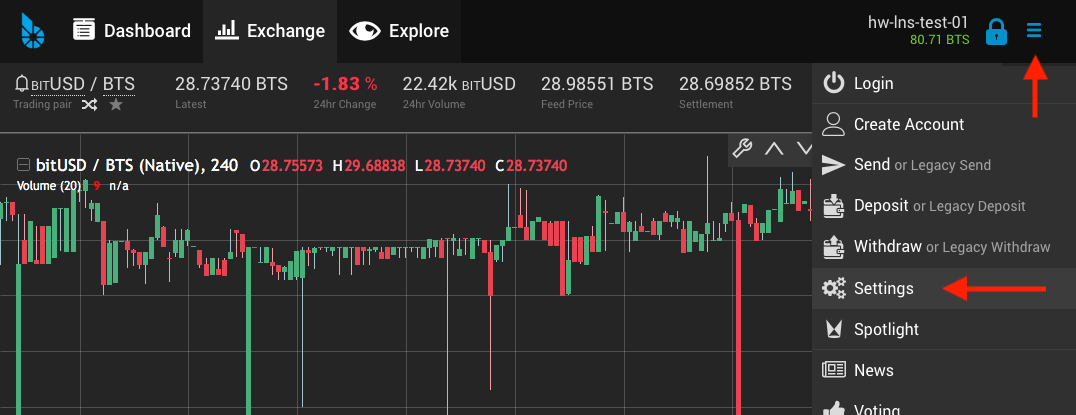 Dashboard
Exchange
Explore
hw-lns-test-01
80.71 BTS
BITUSD / BTS
Trading pair
28.73740 BTS
Latest
-1.83 %
24hr Change
22.42k BITUSD
24hr Volume
28.98551 BTS
Feed Price
28.69852 BTS
Settlement
bitUSD / BTS (Native), 240 O28.75573 H29.68838 L28.73740 C28.73740
Volume (20) 9 n/a
Login
Create Account
Send or Legacy Send
Deposit or Legacy Deposit
Withdraw or Legacy Withdraw
Settings
Spotlight
News
Voting